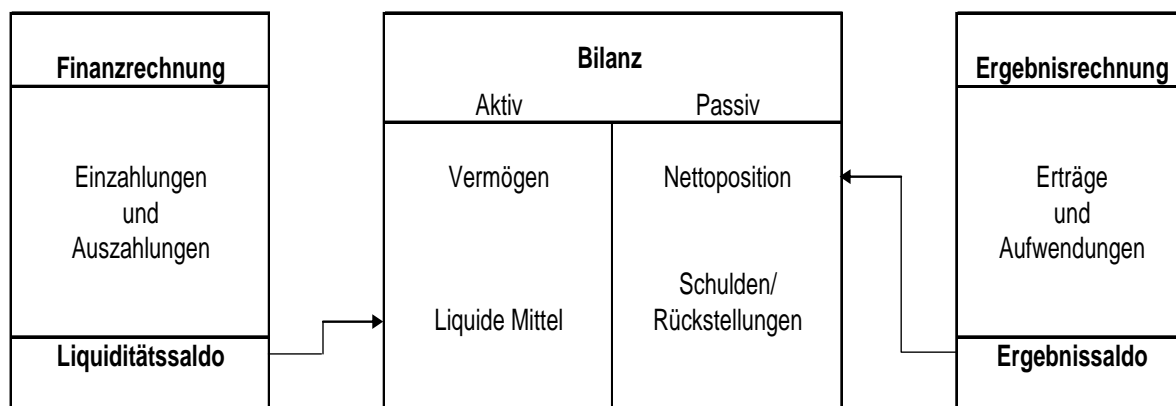 Finanzrechnung
Einzahlungen
und
Auszahlungen
Liquiditätssaldo
Bilanz
Aktiv Passiv
Vermögen Nettoposition
Schulden/
Liquide Mittel Rückstellungen
Ergebnisrechnung
Erträge
und
Aufwendungen
Ergebnissaldo